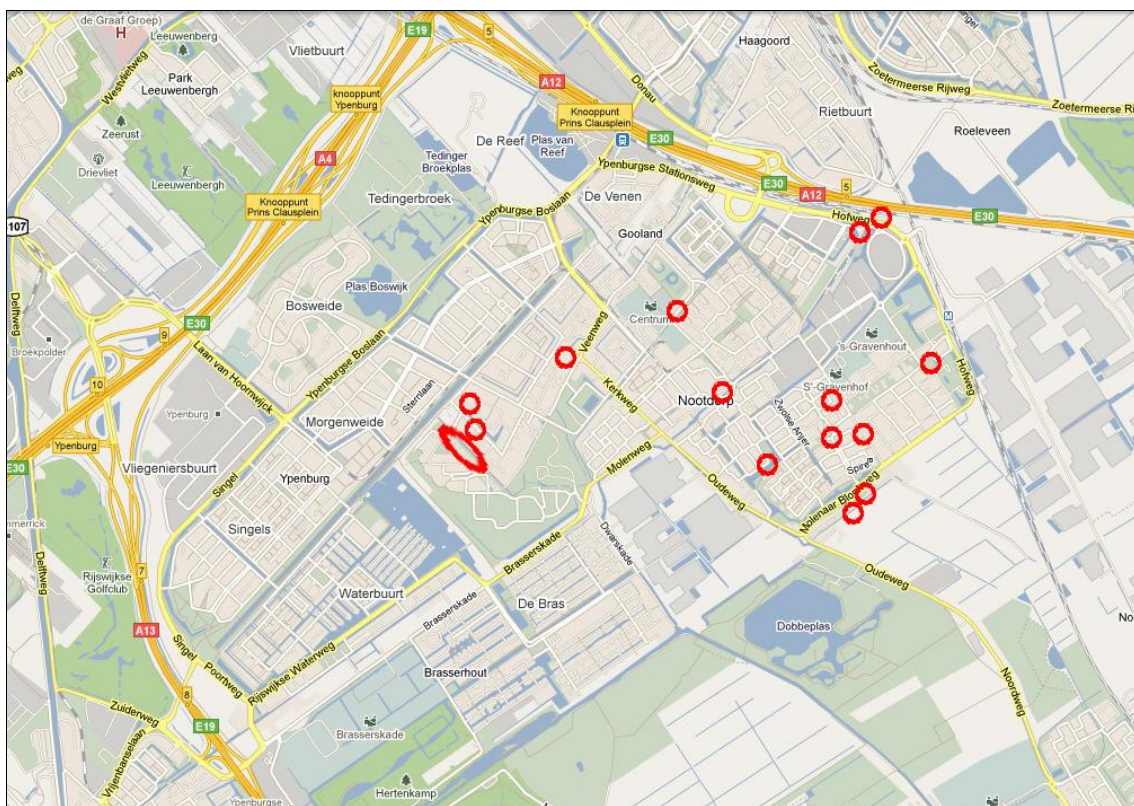 de Graaf Groep)
H
Leeuwenberg
Vlietbuurt
E19
5
Haagoord
Westvlietweg
Park
Leeuwenbergh
knooppunt
Ypenburg
A12
Knooppunt
Prins Clausplein
Donau
Zoetermeerse Rijweg
Zoetermeerse Rijweg
Rietbuurt
Roeleveen
Zeerust
De Reef
Plas van
Reef
E30
Drievliet
A4
Leeuwenbergh
Tedinger
Broekplas
Ypenburgse Stationsweg
E30
5
A12
Knooppunt
Prins Clausplein
Tedingerbroek
Ypenburgse Boslaan
De Venen
Hofweg
E30
107
Gooland
Delftweg
Bosweide
Plas Boswijk
Centrum
Veenweg
E30
9
Broekpolder
Laan van Hoornwijck
Ypenburgse Boslaan
's-Gravenhout
M
Hofweg
10
Sternlaan
Kerkweg
S'-Gravenhof
Nootdorp
Ypenburg
Morgenweide
Zwolse Anjer
Ypenburg
E30
Vliegeniersbuurt
Singel
Ypenburg
Molenweg
Oudeweg
Spirea
Molenaar Blokweg
Singels
Delftweg
7
Rijswijkse
Golfclub
Brasserskade
Dwarskade
Oudeweg
Waterbuurt
Brasserskade
De Bras
Dobbeplas
A13
Singel
Poortweg
Rijswijkse Waterweg
Brasserhout
Noordweg
8
Zuiderweg
E19
Brasserskade
Vrijenbanselaan
Hertenkamp
Ypenburgse